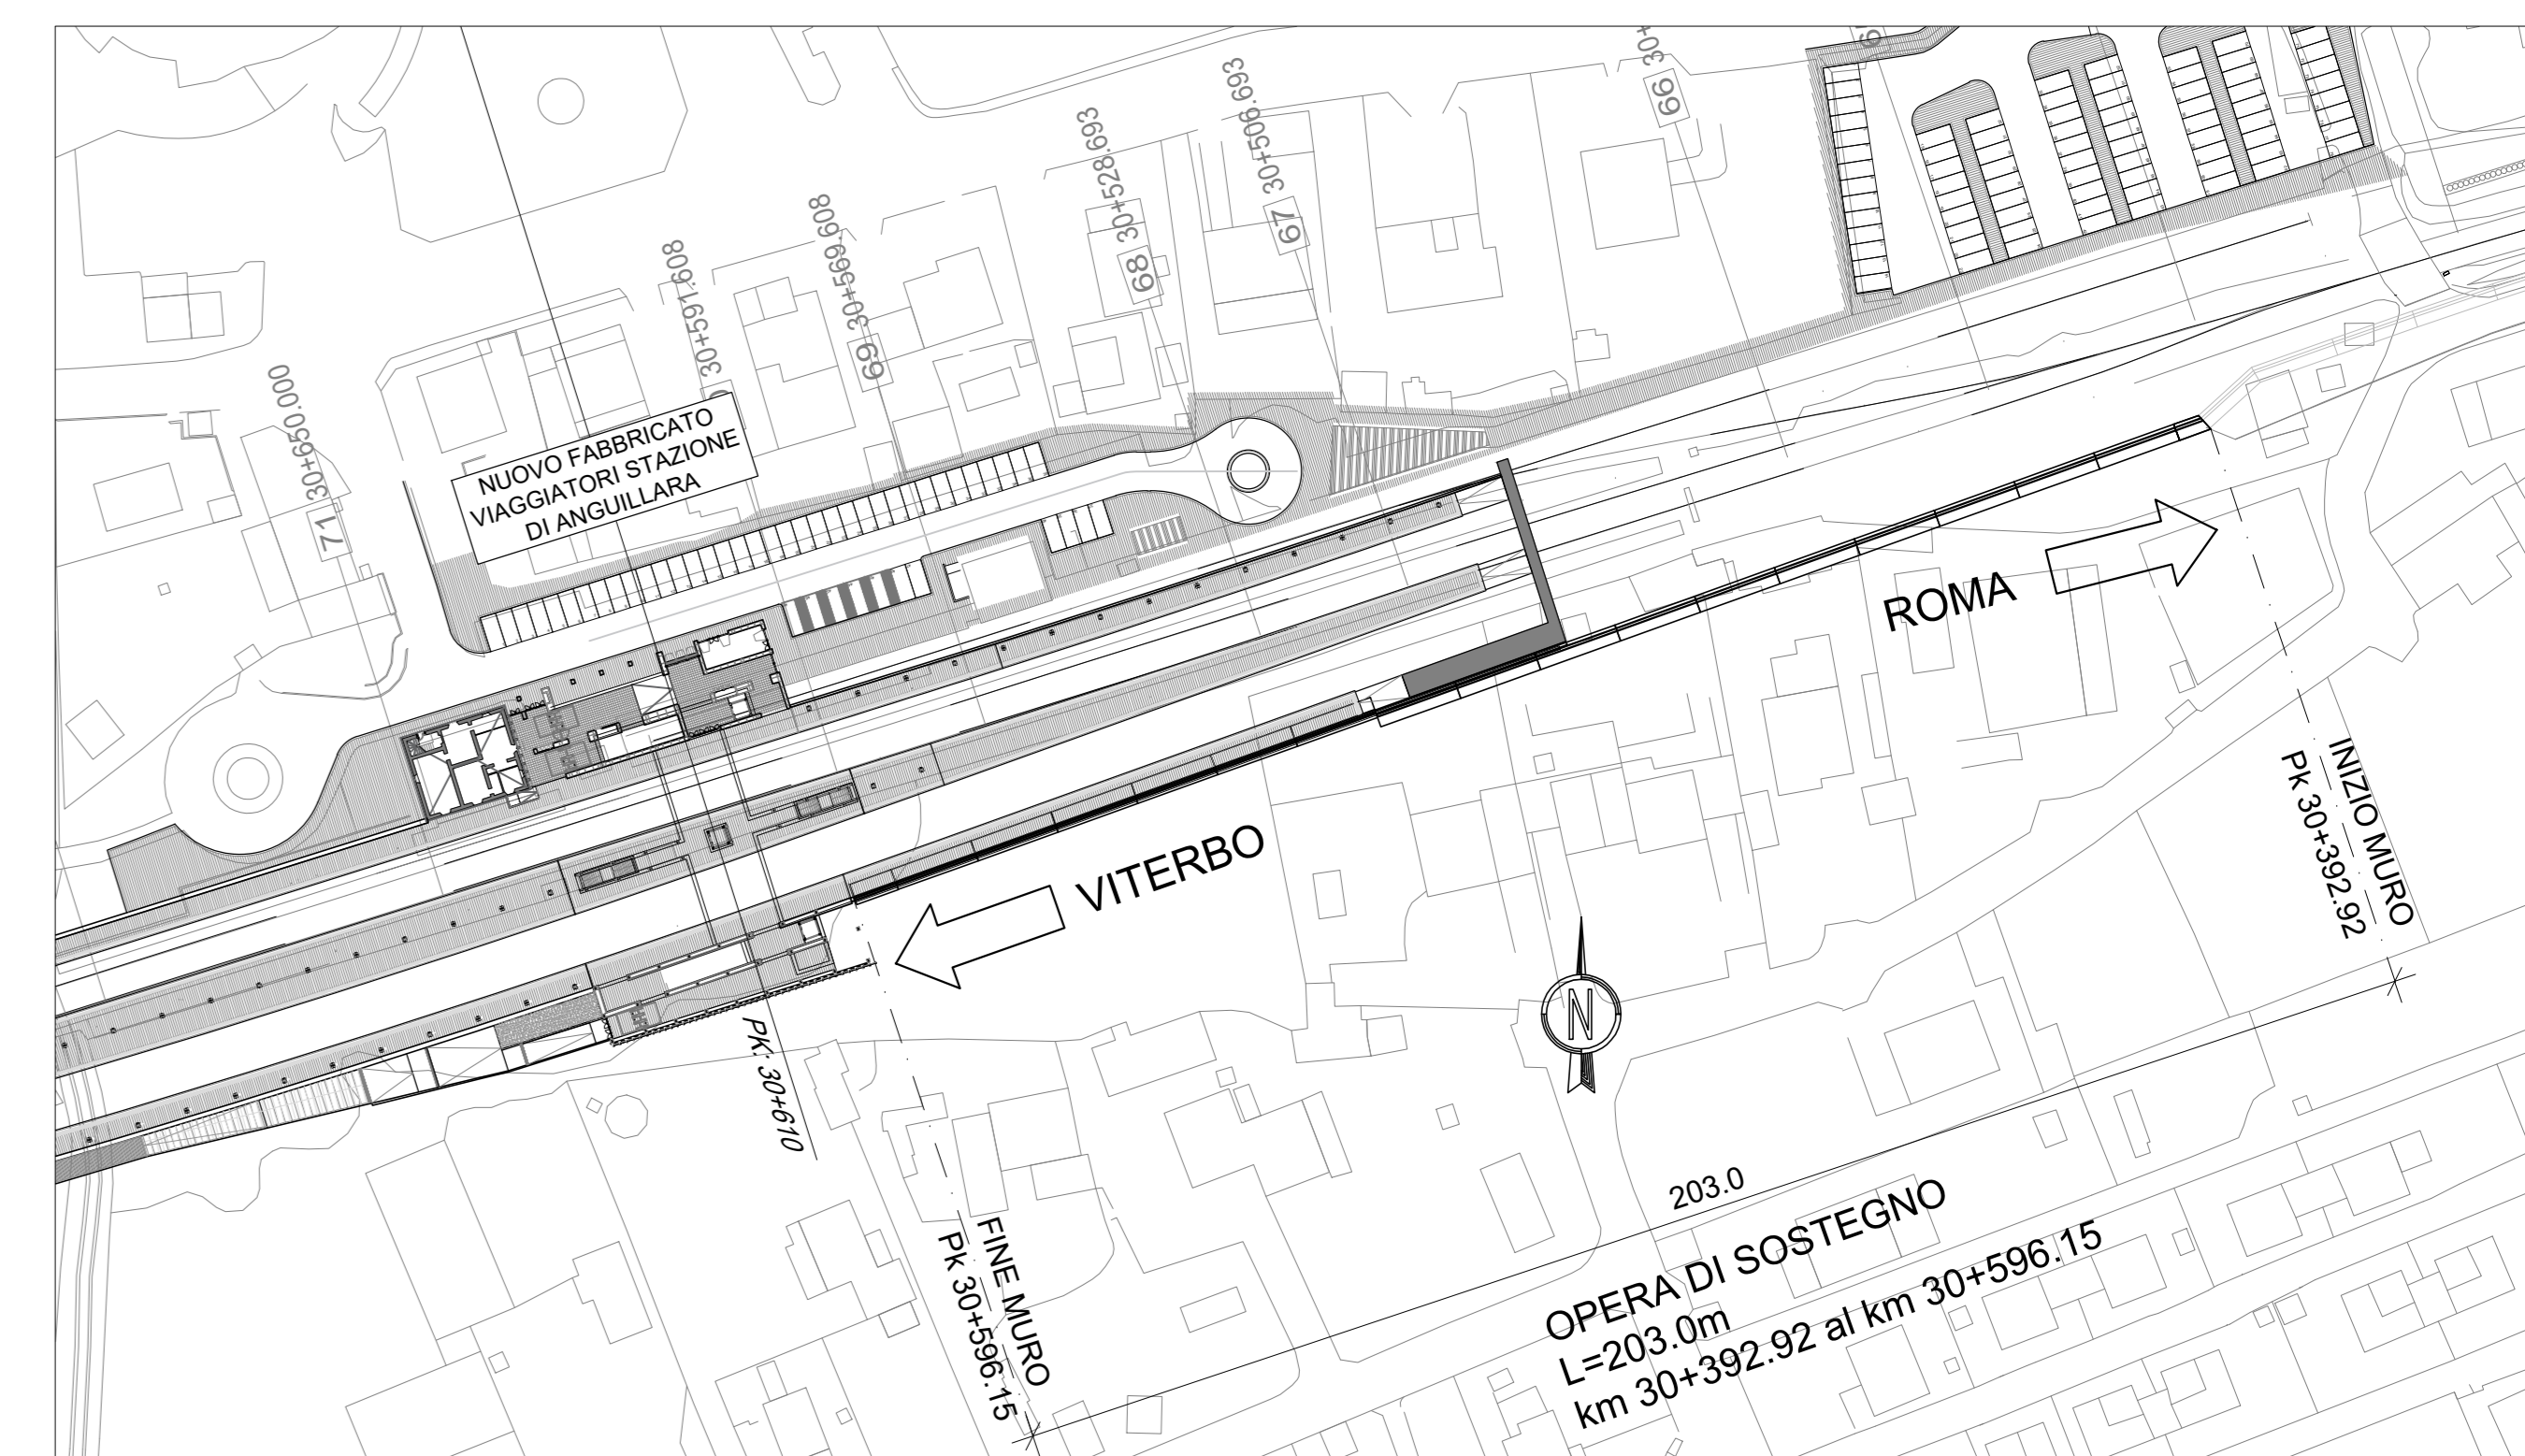 71 30+650.000
30+591.608
69 30+569.608
68 30+528.693
67 30+506.693
66 30+
NUOVO FABBRICATO
VIAGGIATORI STAZIONE
DI ANGUILLARA
ROMA
VITERBO
INIZIO MURO
Pk 30+392.92
N
PK: 30+610
FINE MURO
Pk 30+596.15
203.0
OPERA DI SOSTEGNO
L=203.0m
km 30+392.92 al km 30+596.15